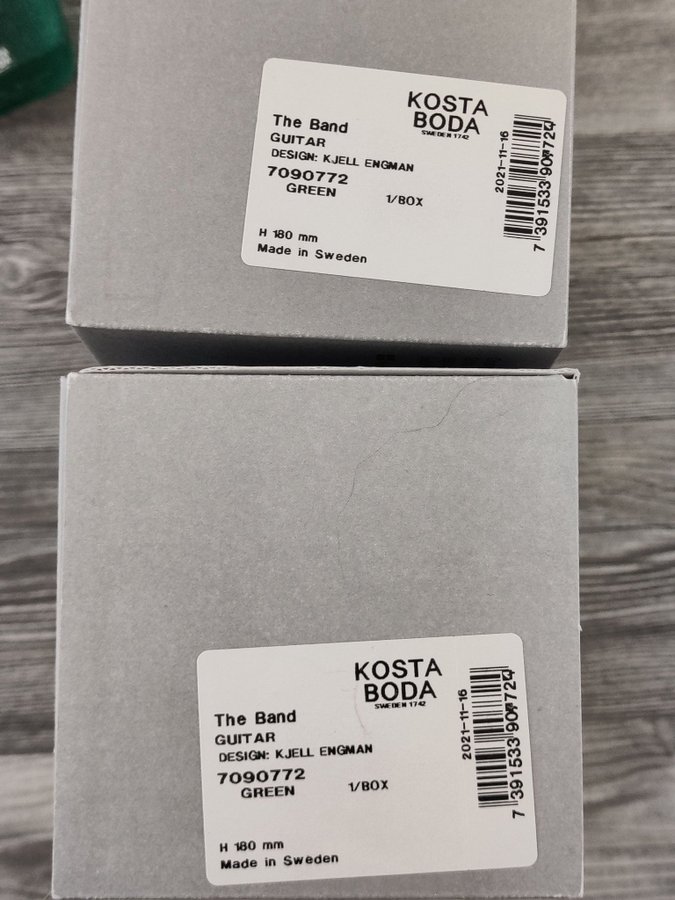 KOSTA
BODA
SWEDEN 1742
The Band
GUITAR
DESIGN: KJELL ENGMAN
7090772
GREEN
1/BOX
H 180 mm
Made in Sweden
2021-11-16
KOSTA
BODA
SWEDEN 1742
The Band
GUITAR
DESIGN: KJELL ENGMAN
7090772
GREEN
1/BOX
H 180 mm
Made in Sweden
2021-11-16